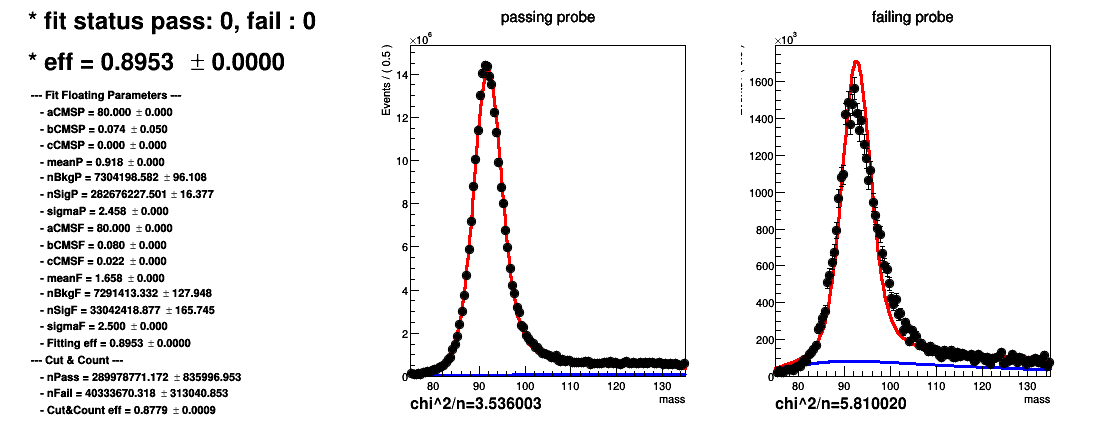 * fit status pass: 0, fail : 0
* eff = 0.8953 ± 0.0000
--- Fit Floating Parameters ---
- aCMSP = 80.000 ± 0.000
- bCMSP = 0.074 ± 0.050
- cCMSP = 0.000 ± 0.000
- meanP = 0.918 ± 0.000
- nBkgP = 7304198.582 ± 96.108
- nSigP = 282676227.501 ± 16.377
- sigmaP = 2.458 ± 0.000
- aCMSF = 80.000 ± 0.000
- bCMSF = 0.080 ± 0.000
- cCMSF = 0.022 ± 0.000
- meanF = 1.658 ± 0.000
- nBkgF = 7291413.332 ± 127.948
- nSigF = 33042418.877 ± 165.745
- sigmaF = 2.500 ± 0.000
- Fitting eff = 0.8953 ± 0.0000
--- Cut & Count ---
- nPass = 289978771.172 ± 835996.953
- nFail = 40333670.318 ± 313040.853
- Cut&Count eff = 0.8779 ± 0.0009
passing probe
×10^6
Events / ( 0.5 )
14
12
10
8
6
4
2
0
80 90 100 110 120 130
mass
chi^2/n=3.536003
failing probe
×10^3
1600
1400
1200
1000
800
600
400
200
0
80 90 100 110 120 130
mass
chi^2/n=5.810020